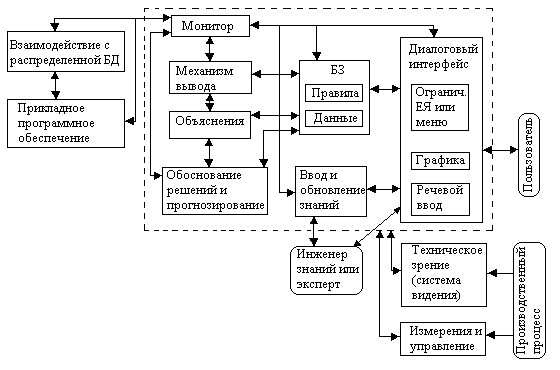 Взаимодействие с
распределенной БД
Прикладное
программное
обеспечение
Монитор
Механизм
вывода
Объяснения
Обоснование
решений и
прогнозирование
БЗ
Правила
Данные
Ввод и
обновление
знаний
Диалоговый
интерфейс
Огранич.
ЕЯ или
меню
Графика
Речевой
ввод
Пользователь
Инженер
знаний или
эксперт
Техническое
зрение
(система
видения)
Измерения и
управление
Производственный
процесс